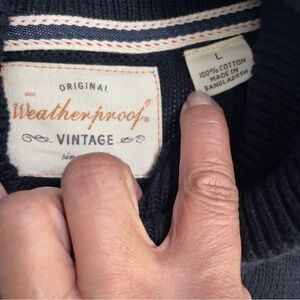 ORIGINAL
Weatherproof®
VINTAGE
L
100% COTTON
MADE IN
BANGLADESH